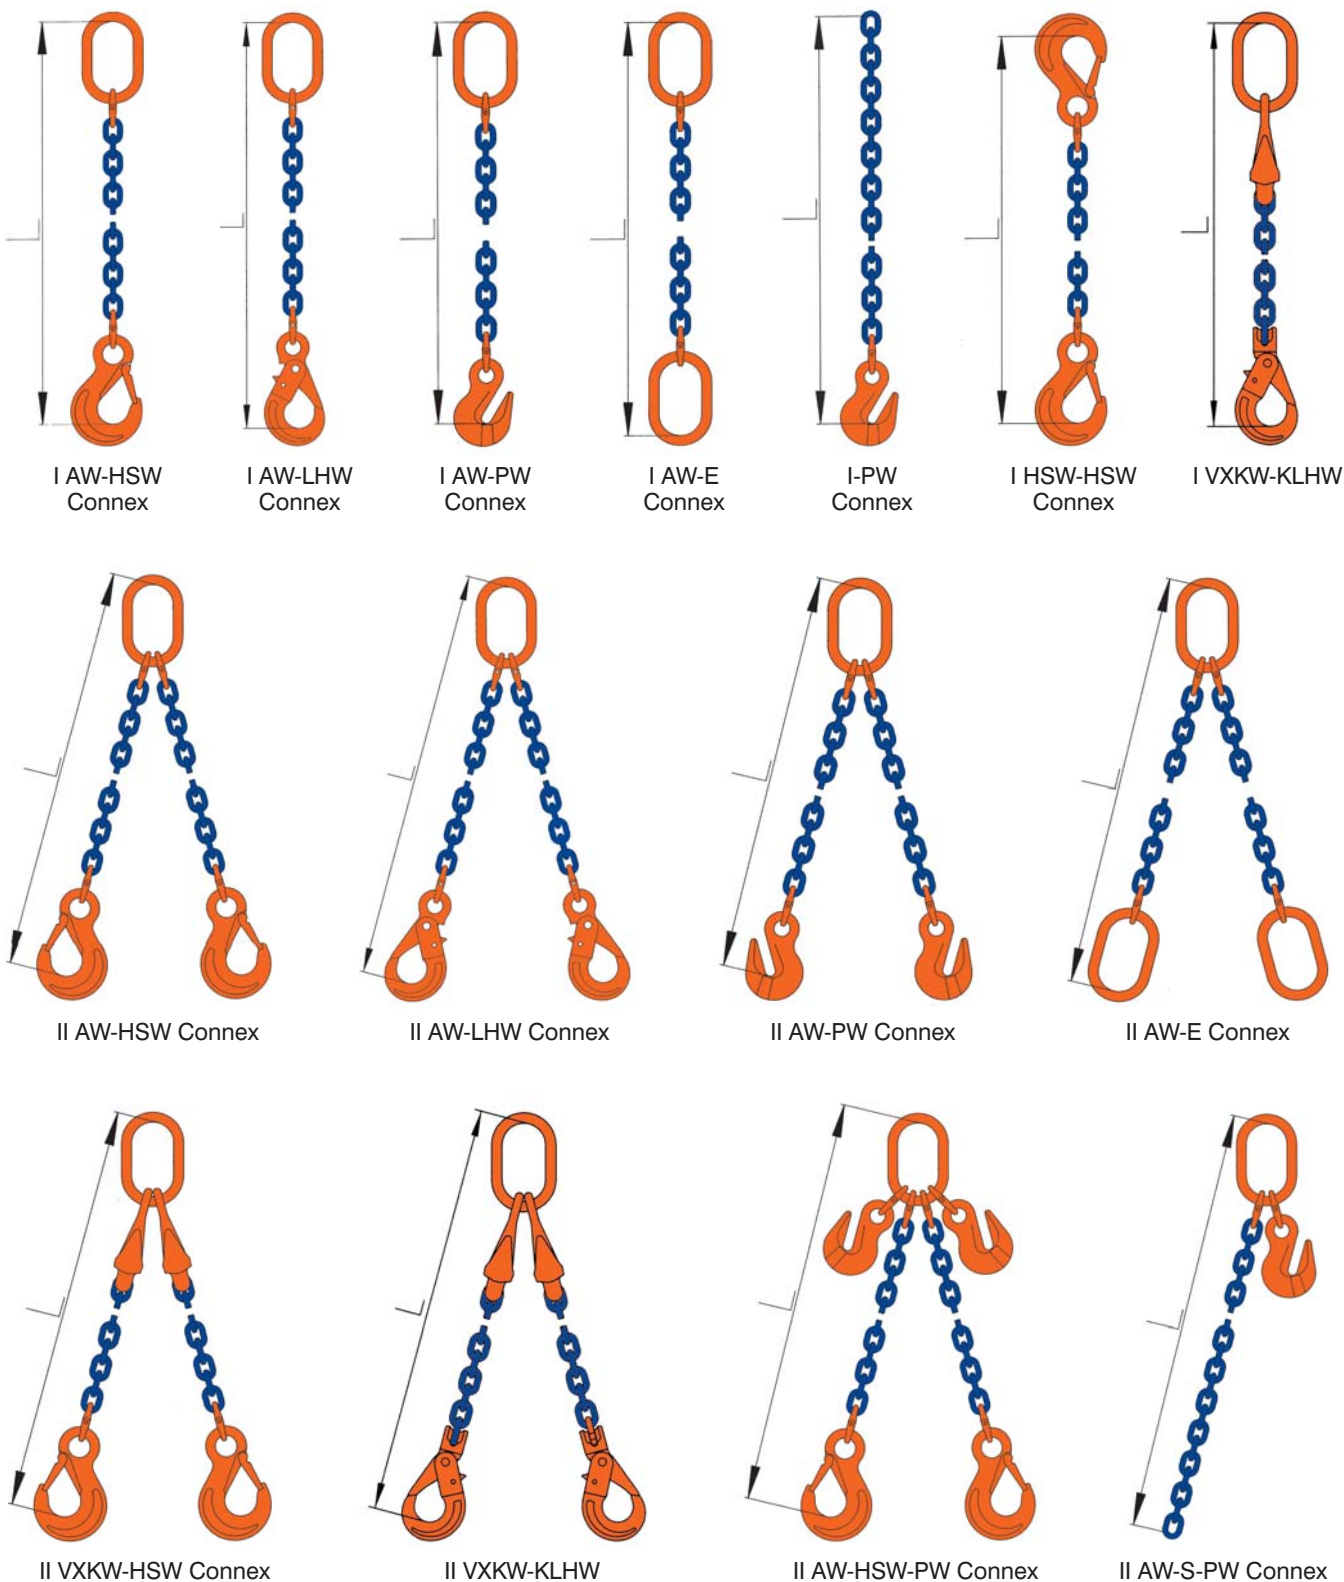 L
L
L
L
L
L
L
I AW-HSW
Connex
I AW-LHW
Connex
I AW-PW
Connex
I AW-E
Connex
I-PW
Connex
I HSW-HSW
Connex
I VXKW-KLHW
L
L
L
L
II AW-HSW Connex
II AW-LHW Connex
II AW-PW Connex
II AW-E Connex
L
L
L
L
II VXKW-HSW Connex
II VXKW-KLHW
II AW-HSW-PW Connex
II AW-S-PW Connex